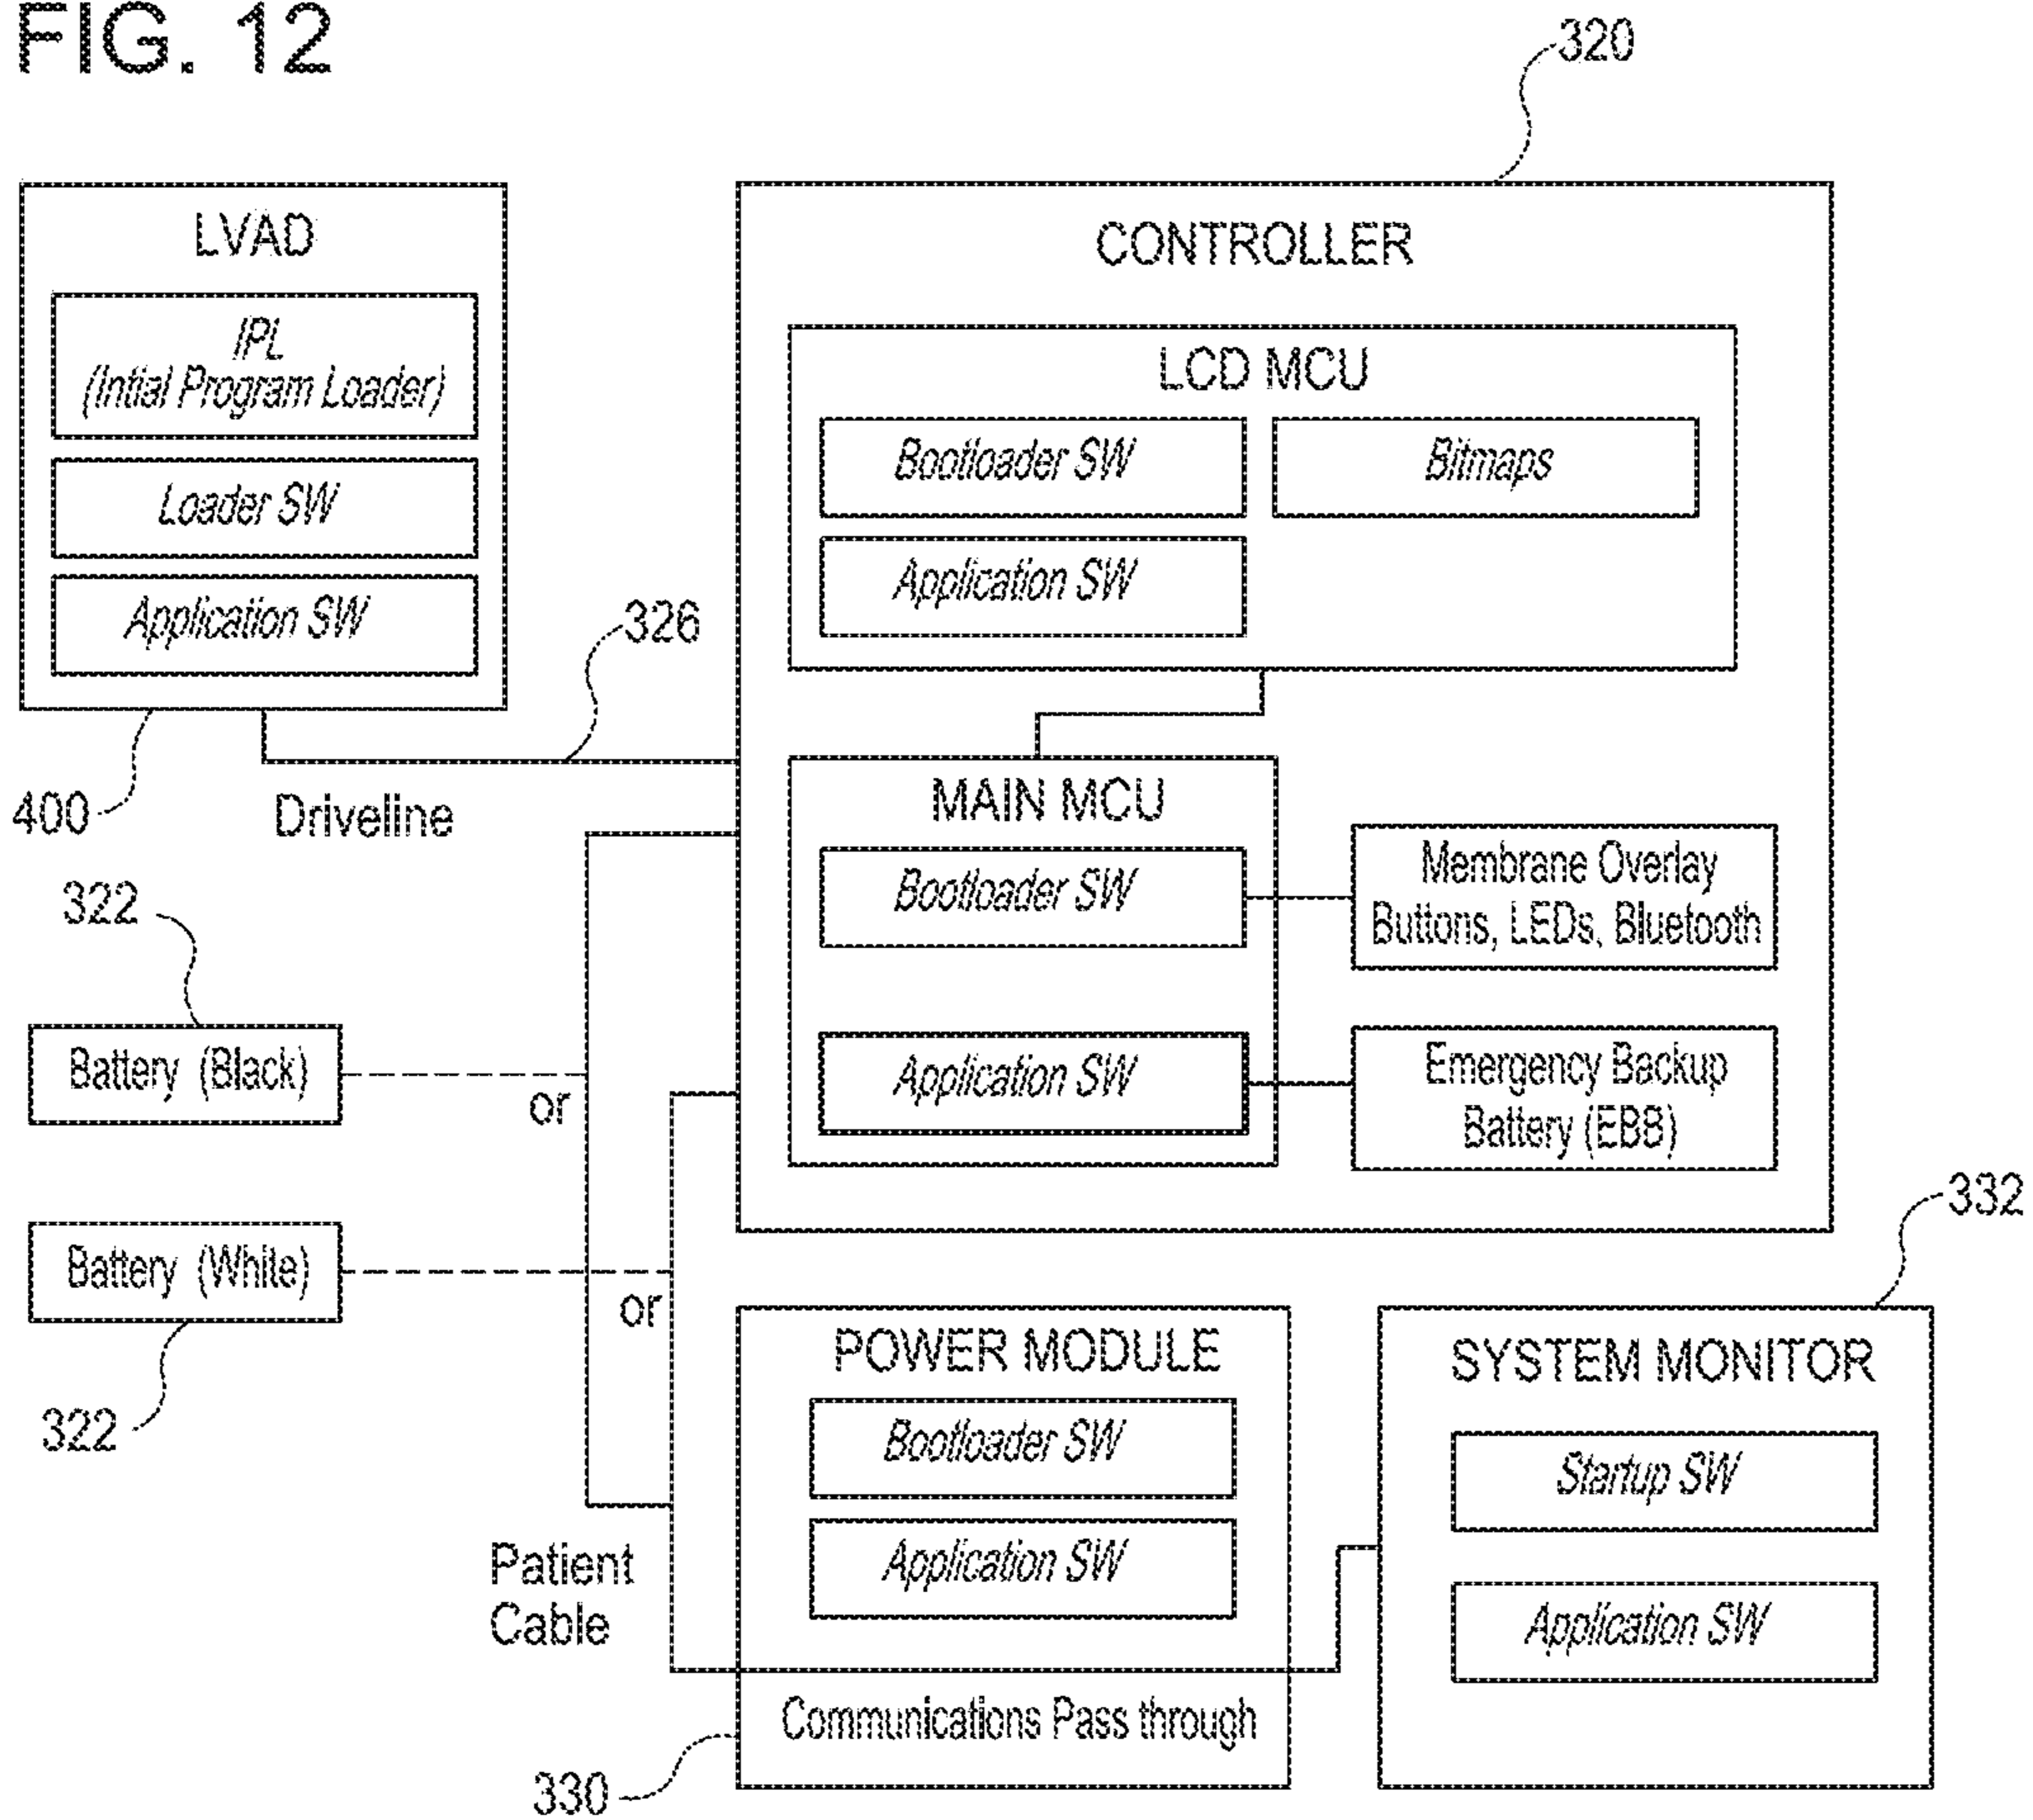 FIG. 12
320
LVAD
IPL
(Intial Program Loader)
Loader SW
Application SW
400
326
Driveline
CONTROLLER
LCD MCU
Bootloader SW
Bitmaps
Application SW
MAIN MCU
Bootloader SW
Membrane Overlay
Buttons, LEDs, Bluetooth
Application SW
Emergency Backup
Battery (EBB)
322
Battery (Black)
or
Battery (White)
or
322
Patient
Cable
POWER MODULE
Bootloader SW
Application SW
Communications Pass through
330
332
SYSTEM MONITOR
Startup SW
Application SW